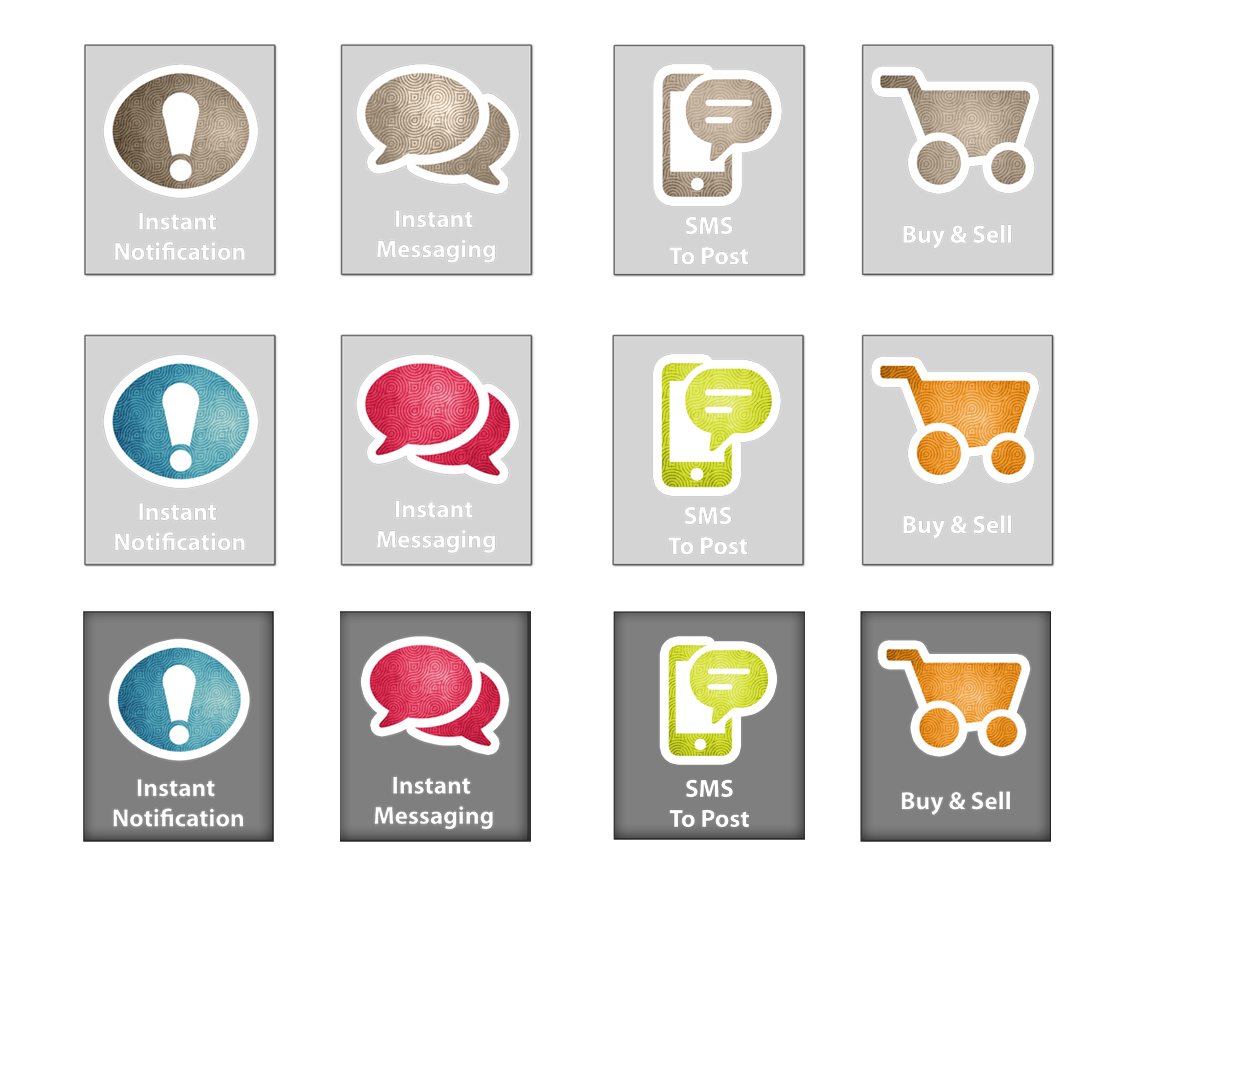 Instant
Notification
Instant
Messaging
SMS
To Post
Buy & Sell
Instant
Notification
Instant
Messaging
SMS
To Post
Buy & Sell
Instant
Notification
Instant
Messaging
SMS
To Post
Buy & Sell